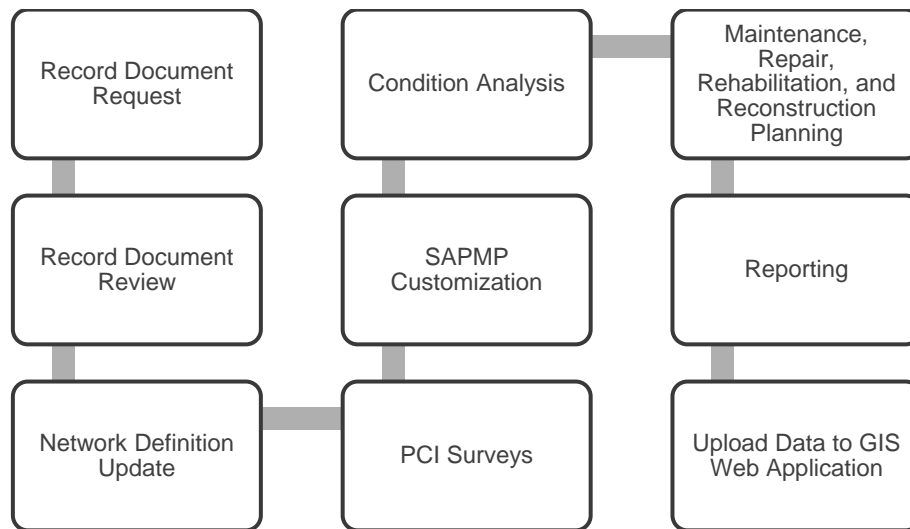 Record Document
Request
Record Document
Review
Network Definition
Update
PCI Surveys
SAPMP
Customization
Condition Analysis
Maintenance,
Repair,
Rehabilitation, and
Reconstruction
Planning
Reporting
Upload Data to GIS
Web Application